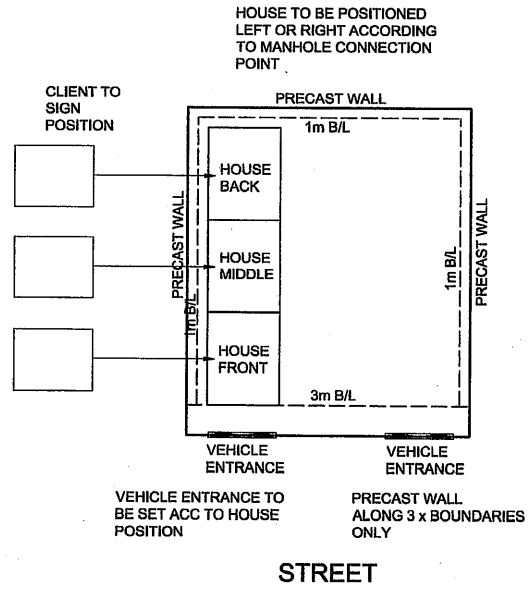 HOUSE TO BE POSITIONED
LEFT OR RIGHT ACCORDING
TO MANHOLE CONNECTION
POINT
CLIENT TO
SIGN
POSITION
PRECAST WALL
1m B/L
HOUSE
BACK
PRECAST WALL
HOUSE
MIDDLE
1m B/L
PRECAST WALL
1m B/L
HOUSE
FRONT
3m B/L
VEHICLE
ENTRANCE
VEHICLE
ENTRANCE
VEHICLE ENTRANCE TO
BE SET ACC TO HOUSE
POSITION
PRECAST WALL
ALONG 3 x BOUNDARIES
ONLY
STREET